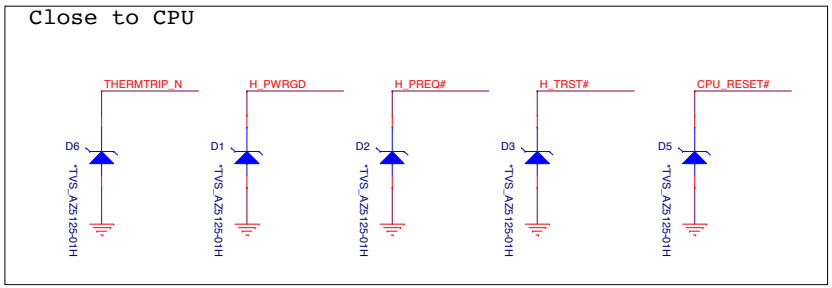 Close to CPU
THERMTRIP_N
H_PWRGD
H_PREQ#
H_TRST#
CPU_RESET#
D6
D1
D2
D3
D5
*TVS_AZ5125-01H
*TVS_AZ5125-01H
*TVS_AZ5125-01H
*TVS_AZ5125-01H
*TVS_AZ5125-01H